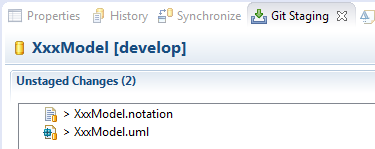 Properties History Synchronize Git Staging
XxxModel [develop]
Unstaged Changes (2)
> XxxModel.notation
> XxxModel.uml